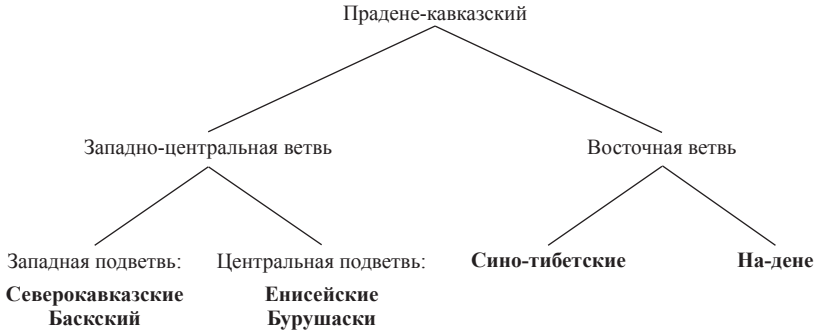 Прадене-кавказский
Западно-центральная ветвь
Восточная ветвь
Западная подветвь:
Северокавказские
Баскский
Центральная подветвь:
Енисейские
Бурушаски
Сино-тибетские
На-дене